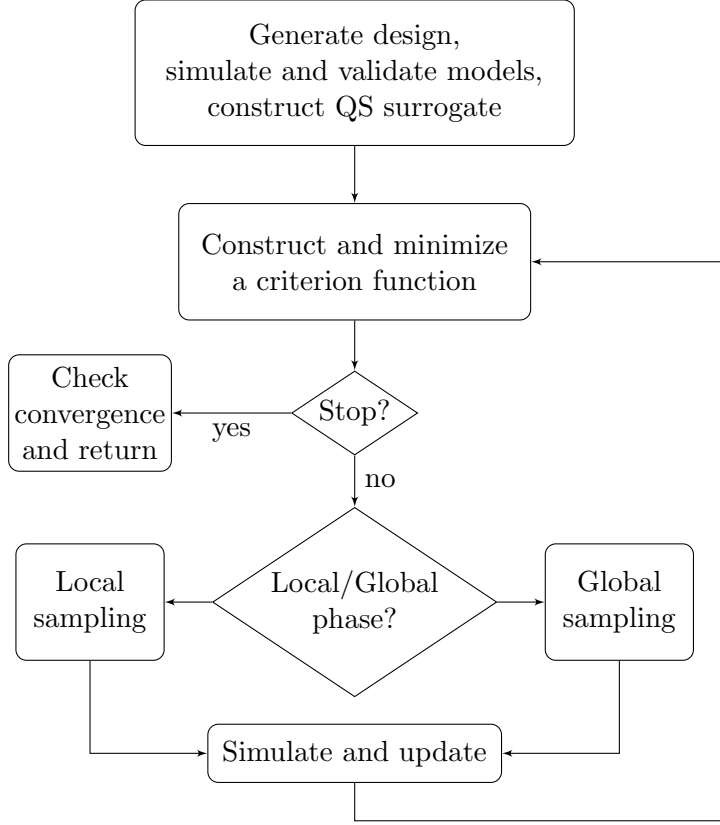 Generate design,
simulate and validate models,
construct QS surrogate
Construct and minimize
a criterion function
Check
convergence
and return
yes
Stop?
no
Local
sampling
Local/Global
phase?
Global
sampling
Simulate and update